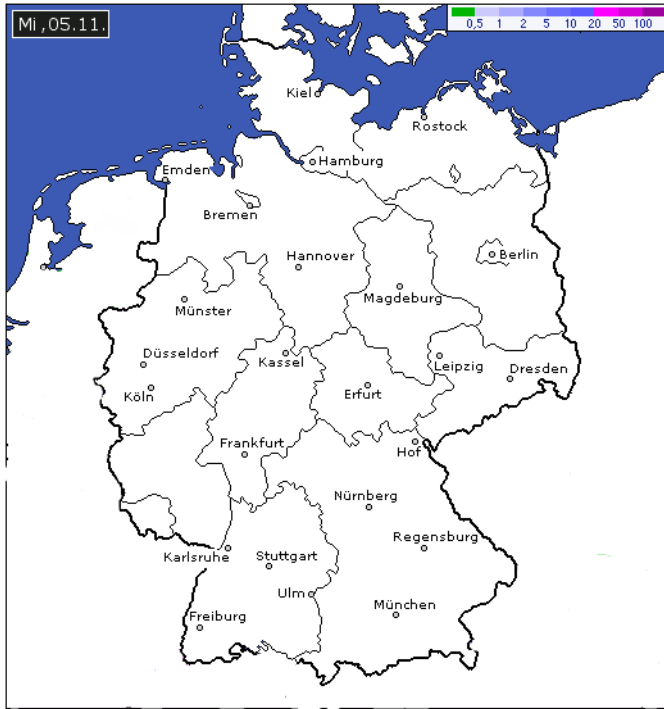 Mi,05.11.
0,5 1 2 5 10 20 50 100
Kiel
Rostock
Hamburg
Emden
Bremen
Berlin
Hannover
Magdeburg
Münster
Düsseldorf
Kassel
Leipzig
Dresden
Köln
Erfurt
Frankfurt
Hof
Nürnberg
Karlsruhe
Stuttgart
Regensburg
Ulm
Freiburg
München